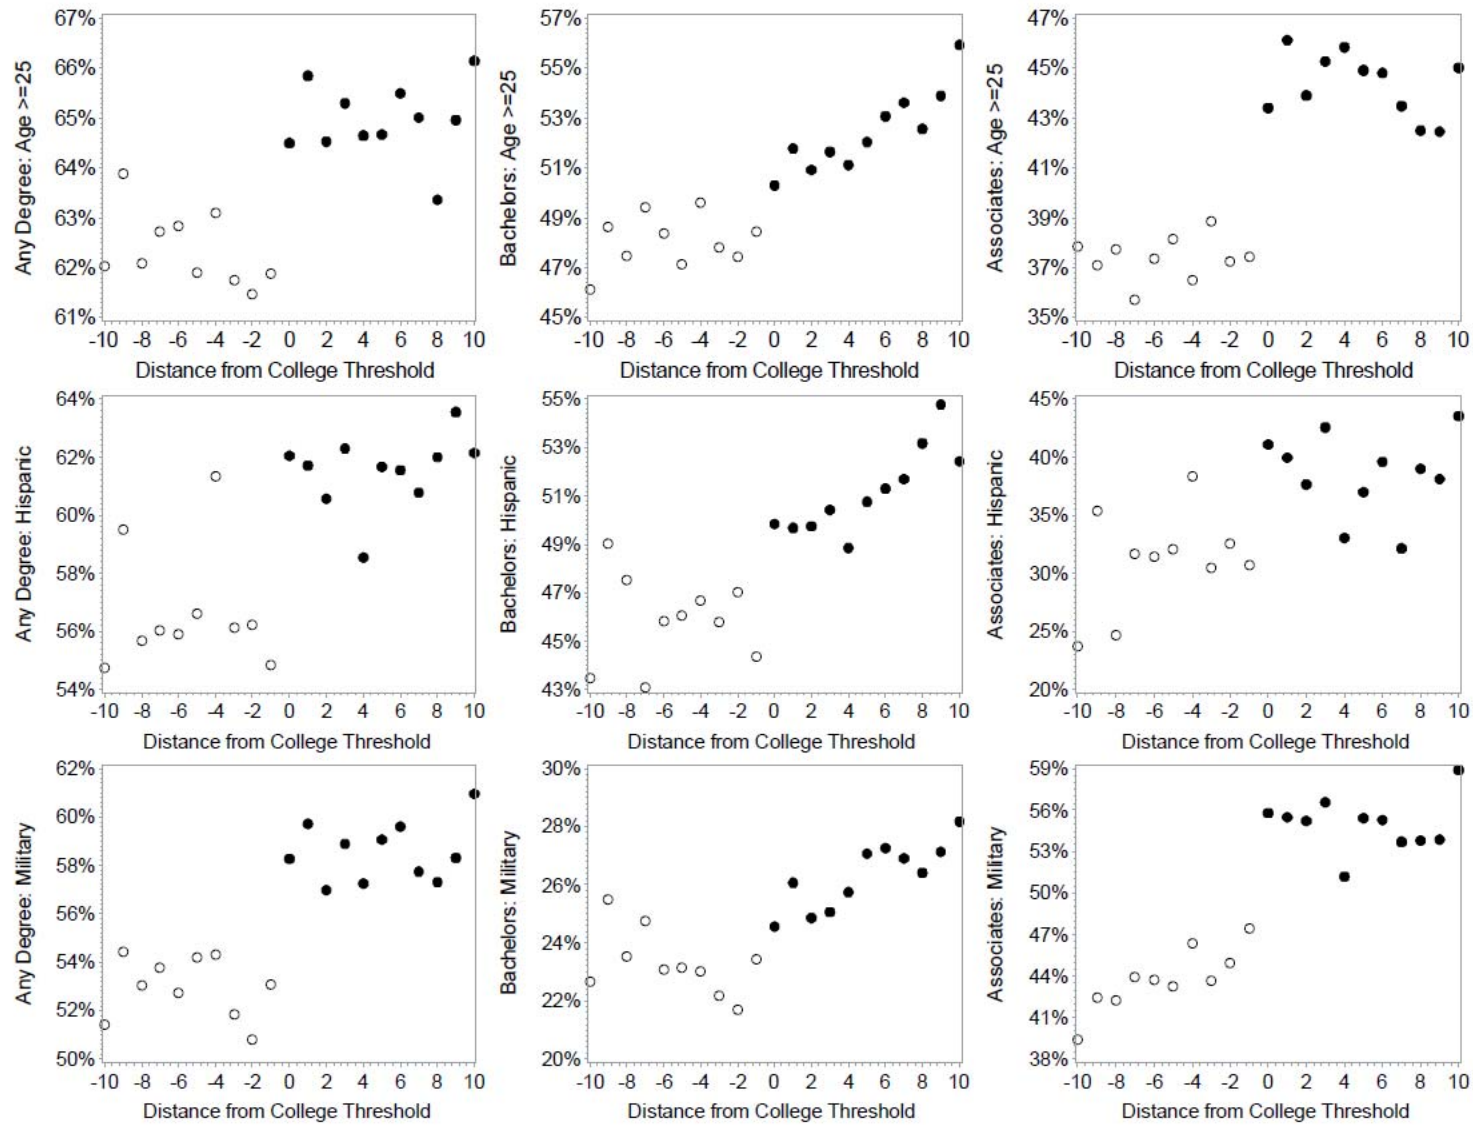 Any Degree: Age >=25
67%
66%
65%
64%
63%
62%
61%
-10 -8 -6 -4 -2 0 2 4 6 8 10
Distance from College Threshold
Bachelors: Age >=25
57%
55%
53%
51%
49%
47%
45%
-10 -8 -6 -4 -2 0 2 4 6 8 10
Distance from College Threshold
Associates: Age >=25
47%
45%
43%
41%
39%
37%
35%
-10 -8 -6 -4 -2 0 2 4 6 8 10
Distance from College Threshold
Any Degree: Hispanic
64%
62%
60%
58%
56%
54%
-10 -8 -6 -4 -2 0 2 4 6 8 10
Distance from College Threshold
Bachelors: Hispanic
55%
53%
51%
49%
47%
45%
43%
-10 -8 -6 -4 -2 0 2 4 6 8 10
Distance from College Threshold
Associates: Hispanic
45%
40%
35%
30%
25%
20%
-10 -8 -6 -4 -2 0 2 4 6 8 10
Distance from College Threshold
Any Degree: Military
62%
60%
58%
56%
54%
52%
50%
-10 -8 -6 -4 -2 0 2 4 6 8 10
Distance from College Threshold
Bachelors: Military
30%
28%
26%
24%
22%
20%
-10 -8 -6 -4 -2 0 2 4 6 8 10
Distance from College Threshold
Associates: Military
59%
56%
53%
50%
47%
44%
41%
38%
-10 -8 -6 -4 -2 0 2 4 6 8 10
Distance from College Threshold